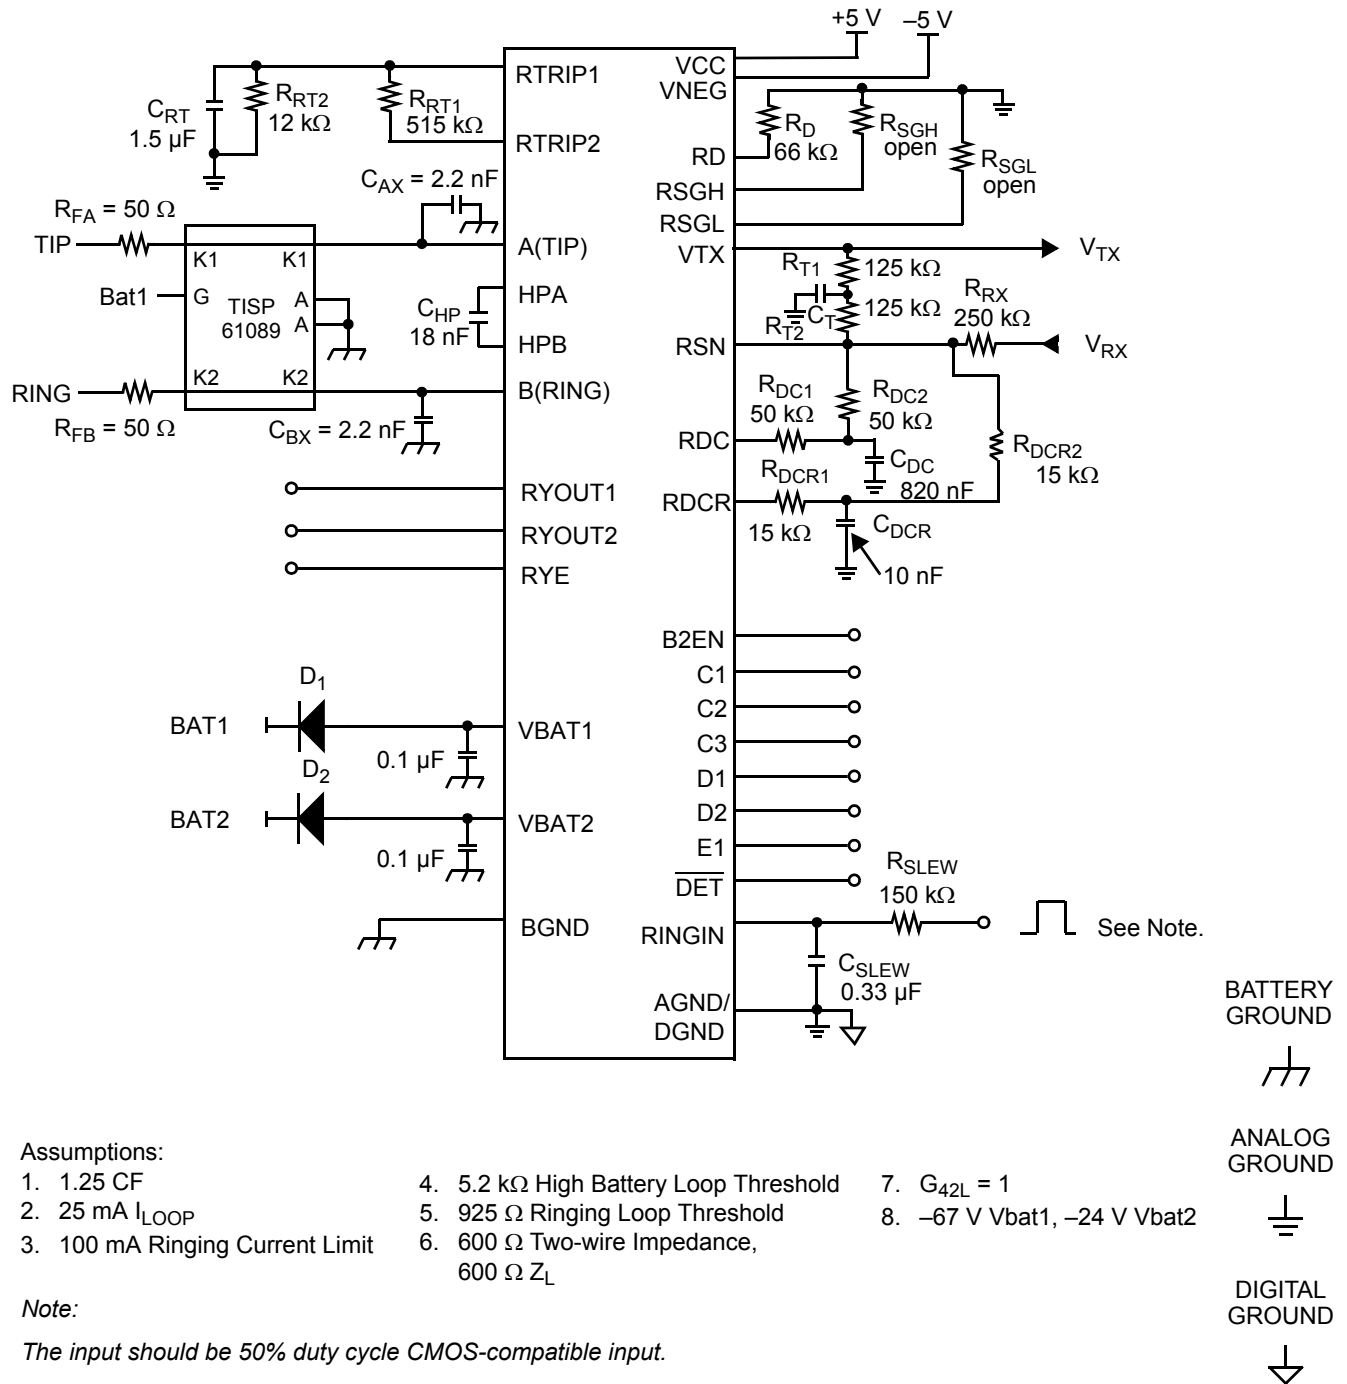 +5 V
–5 V
RTRIP1
VCC
VNEG
C_RT
1.5 µF
R_RT2
12 kΩ
R_RT1
515 kΩ
RTRIP2
R_D
66 kΩ
R_SGH
open
R_SGL
open
RD
RSGH
RSGL
C_AX = 2.2 nF
R_FA = 50 Ω
TIP
K1
K1
A(TIP)
VTX
V_TX
Bat1
G
TISP
61089
A
A
HPA
C_HP
18 nF
HPB
R_T1
125 kΩ
C_T
R_T2
125 kΩ
R_RX
250 kΩ
RSN
V_RX
RING
K2
K2
B(RING)
R_FB = 50 Ω
C_BX = 2.2 nF
R_DC1
50 kΩ
R_DC2
50 kΩ
RDC
C_DC
820 nF
R_DCR2
15 kΩ
R_DCR1
15 kΩ
RDCR
C_DCR
10 nF
RYOUT1
RYOUT2
RYE
B2EN
C1
C2
C3
D1
D2
E1
DET
D_1
BAT1
0.1 µF
VBAT1
D_2
BAT2
0.1 µF
VBAT2
R_SLEW
150 kΩ
BGND
RINGIN
See Note.
C_SLEW
0.33 µF
AGND/
DGND
BATTERY
GROUND
ANALOG
GROUND
DIGITAL
GROUND
Assumptions:
1. 1.25 CF
2. 25 mA I_LOOP
3. 100 mA Ringing Current Limit
4. 5.2 kΩ High Battery Loop Threshold
5. 925 Ω Ringing Loop Threshold
6. 600 Ω Two-wire Impedance,
600 Ω Z_L
7. G_42L = 1
8. –67 V Vbat1, –24 V Vbat2
Note:
The input should be 50% duty cycle CMOS-compatible input.